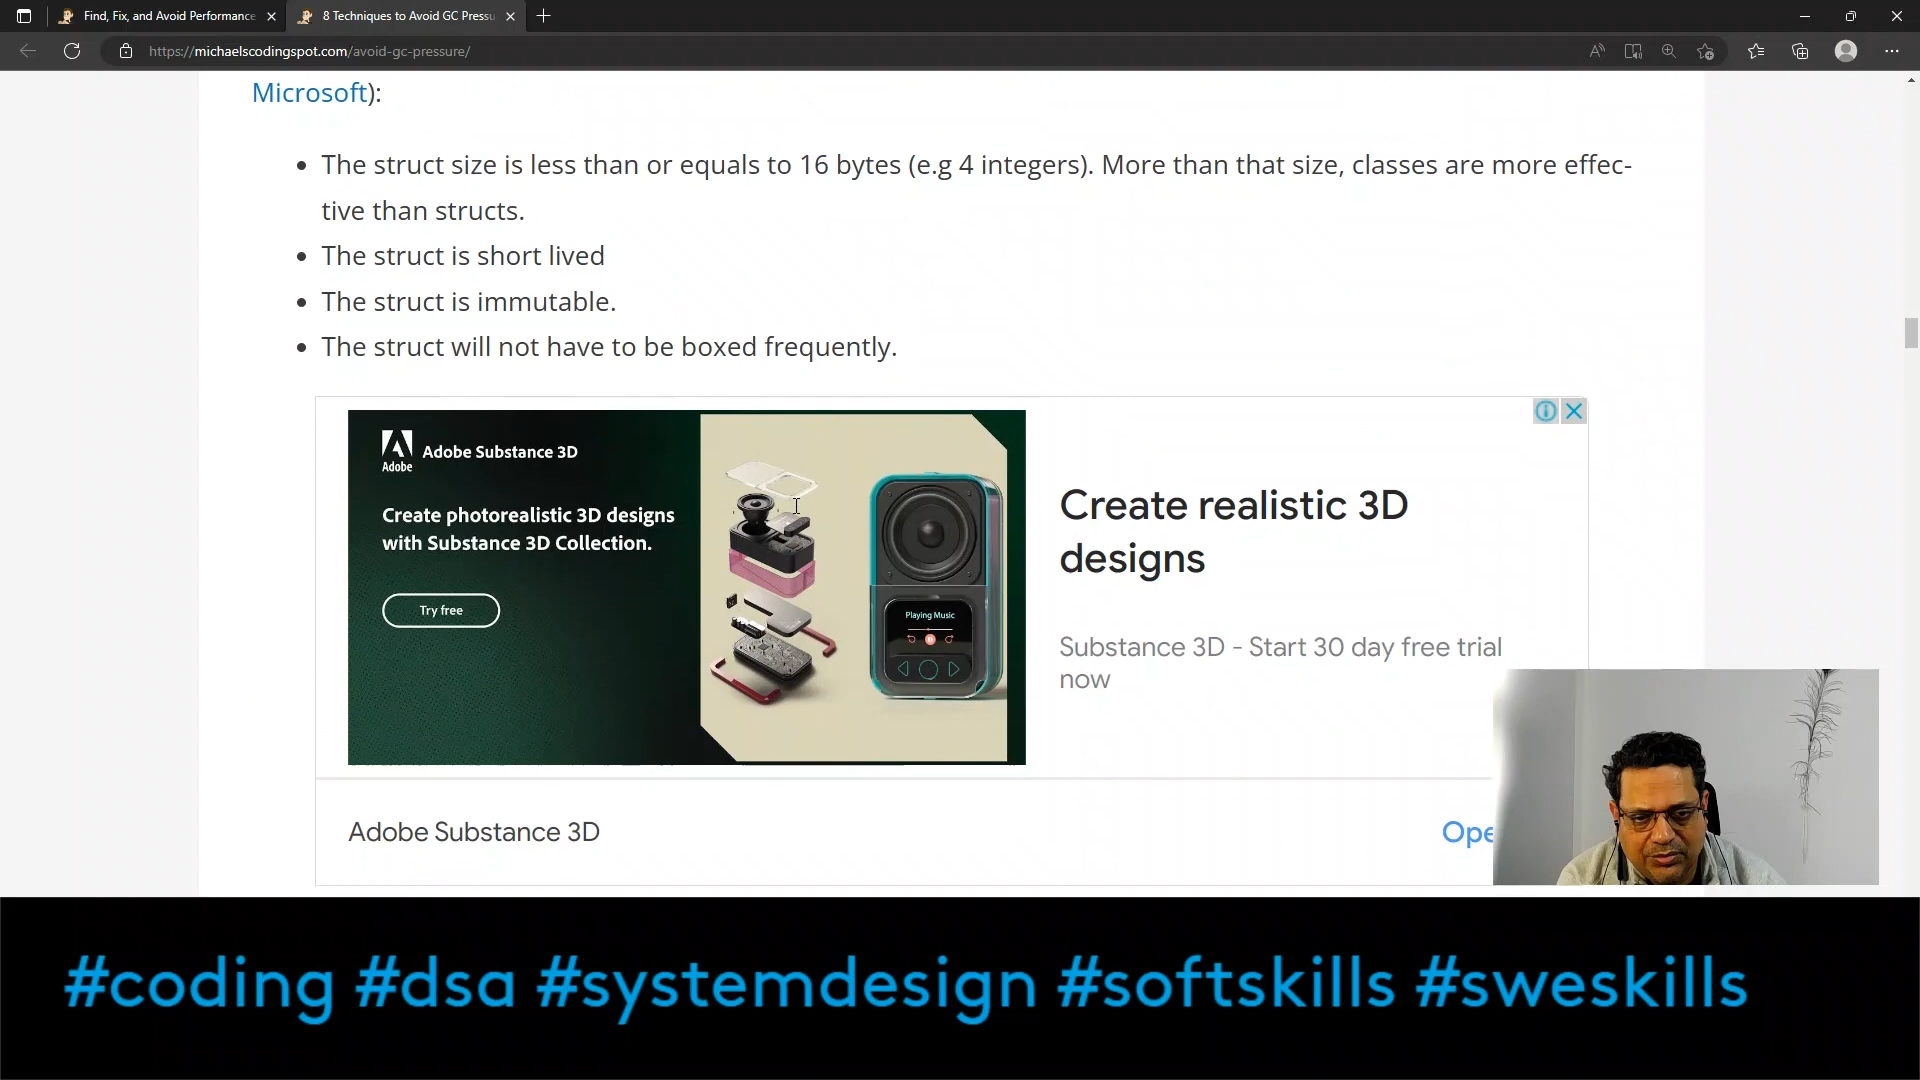 Find, Fix, and Avoid Performance
8 Techniques to Avoid GC Pressu
https://michaelscodingspot.com/avoid-gc-pressure/
Microsoft):
• The struct size is less than or equals to 16 bytes (e.g 4 integers). More than that size, classes are more effec-
tive than structs.
• The struct is short lived
• The struct is immutable.
• The struct will not have to be boxed frequently.
Adobe
Adobe Substance 3D
Create photorealistic 3D designs
with Substance 3D Collection.
Try free
Playing Music
Create realistic 3D
designs
Substance 3D - Start 30 day free trial
now
Adobe Substance 3D
Ope
#coding #dsa #systemdesign #softskills #sweskills